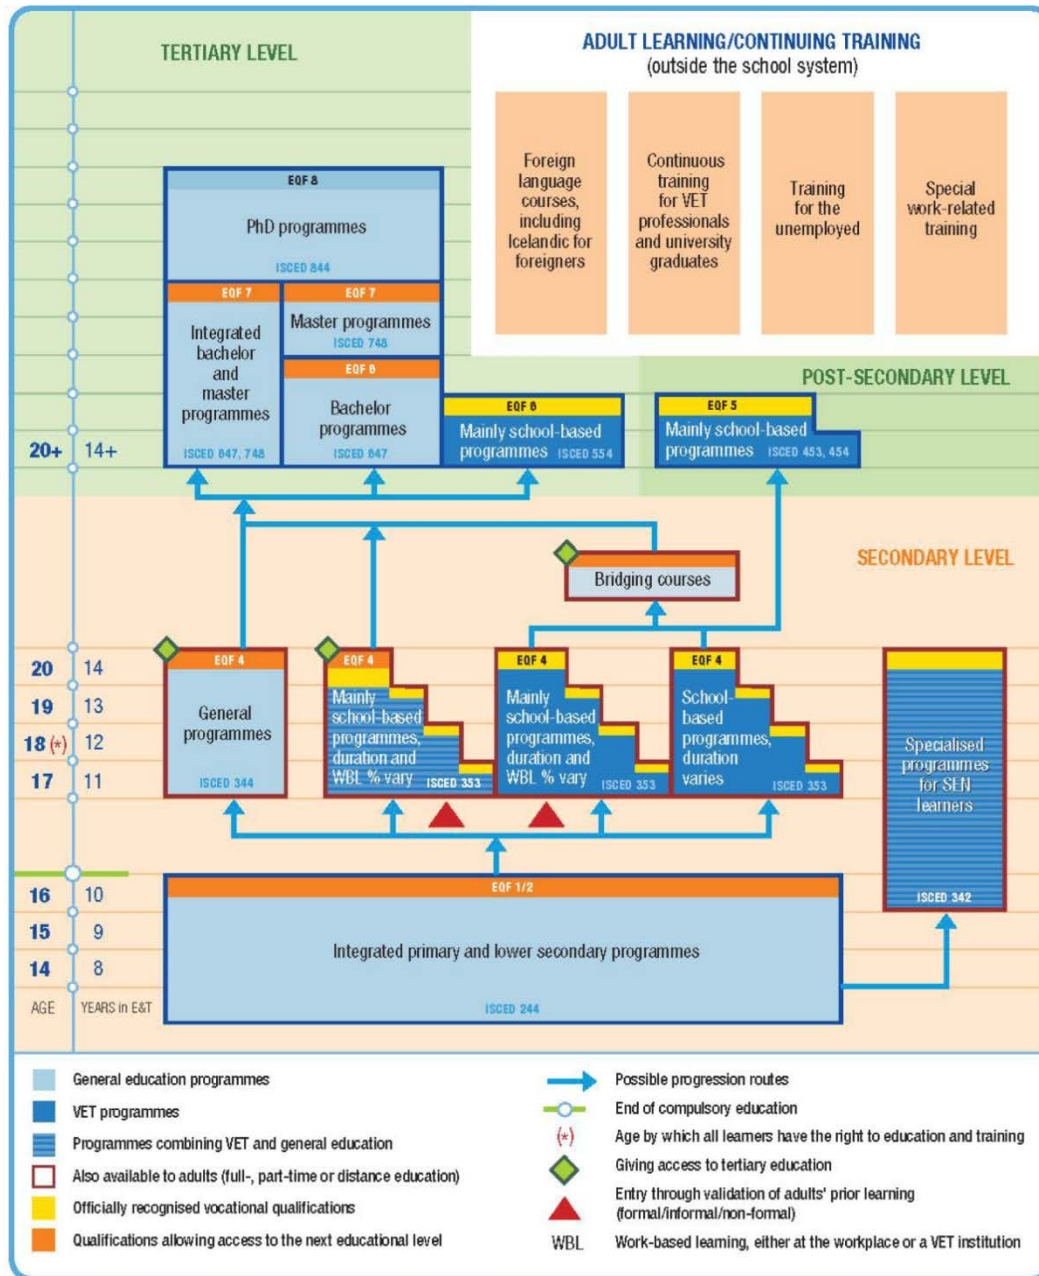 TERTIARY LEVEL
ADULT LEARNING/CONTINUING TRAINING
(outside the school system)
Foreign
language
courses,
including
Icelandic for
foreigners
Continuous
training
for VET
professionals
and university
graduates
Training
for the
unemployed
Special
work-related
training
EQF 8
PhD programmes
ISCED 844
EQF 7
Integrated
bachelor
and
master
programmes
ISCED 647, 748
EQF 7
Master programmes
ISCED 748
EQF 6
Bachelor
programmes
ISCED 647
POST-SECONDARY LEVEL
EQF 6
Mainly school-based
programmes ISCED 554
EQF 5
Mainly school-based
programmes ISCED 453, 454
20+ 14+
SECONDARY LEVEL
Bridging courses
20 14
19 13
18 (*) 12
17 11
EQF 4
General
programmes
ISCED 344
EQF 4
Mainly
school-based
programmes,
duration and
WBL % vary
ISCED 353
EQF 4
Mainly
school-based
programmes,
duration and
WBL % vary
ISCED 353
EQF 4
School-
based
programmes,
duration
varies
ISCED 353
Specialised
programmes
for SEN
learners
ISCED 342
16 10
15 9
14 8
AGE YEARS in E&T
EQF 1/2
Integrated primary and lower secondary programmes
ISCED 244
General education programmes
VET programmes
Programmes combining VET and general education
Also available to adults (full-, part-time or distance education)
Officially recognised vocational qualifications
Qualifications allowing access to the next educational level
Possible progression routes
End of compulsory education
(*) Age by which all learners have the right to education and training
Giving access to tertiary education
Entry through validation of adults' prior learning
(formal/informal/non-formal)
WBL Work-based learning, either at the workplace or a VET institution